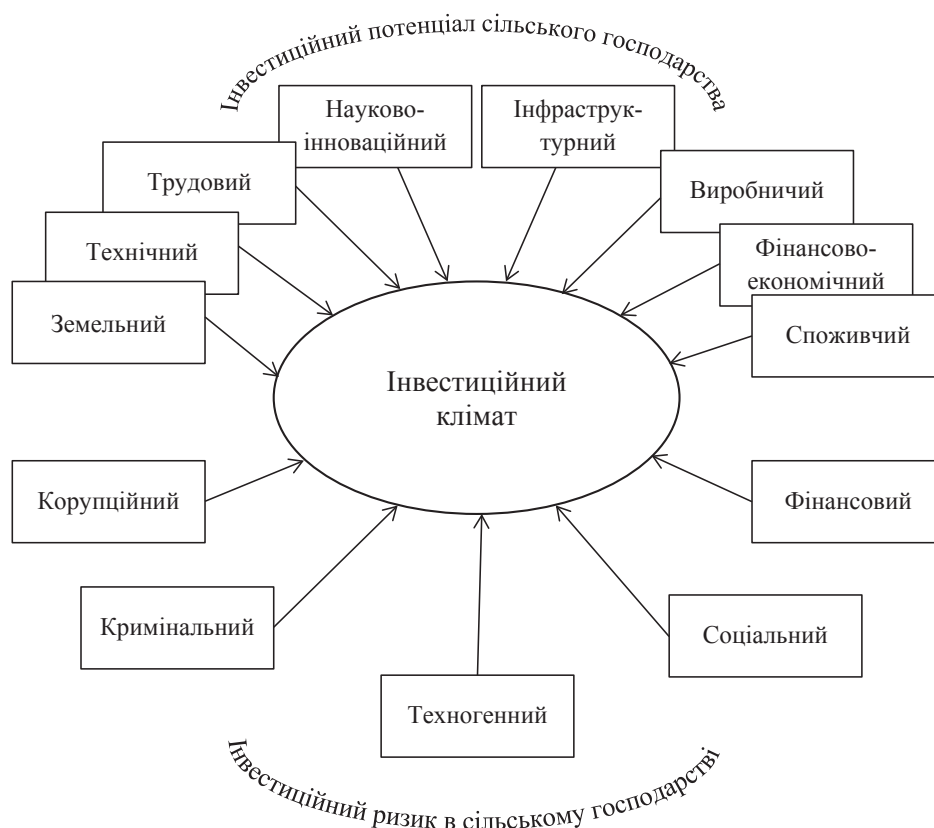 Інвестиційний потенціал сільського господарства
Науково-
інноваційний
Інфраструк-
турний
Трудовий
Виробничий
Технічний
Фінансово-
економічний
Земельний
Споживчий
Інвестиційний
клімат
Корупційний
Фінансовий
Кримінальний
Соціальний
Техногенний
Інвестиційний ризик в сільському господарстві